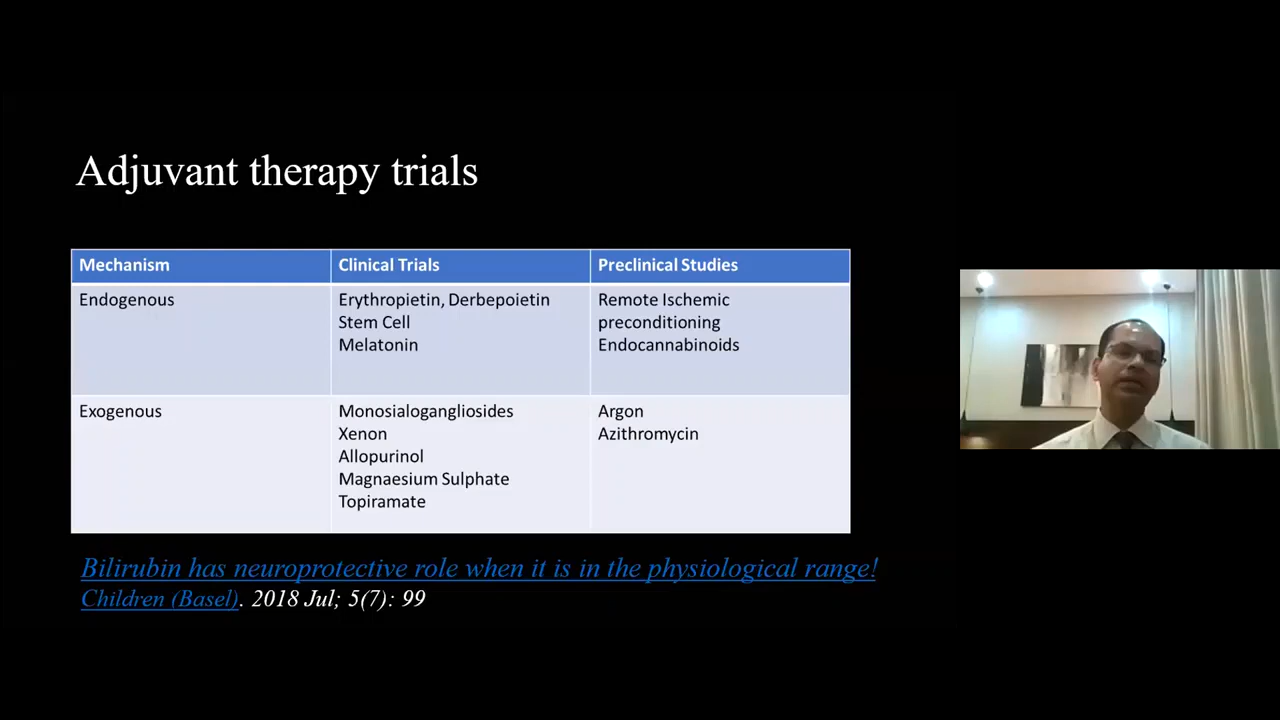 Adjuvant therapy trials
Mechanism
Clinical Trials
Preclinical Studies
Endogenous
Erythropietin, Derbepoietin
Stem Cell
Melatonin
Remote Ischemic
preconditioning
Endocannabinoids
Exogenous
Monosialogangliosides
Xenon
Allopurinol
Magnaesium Sulphate
Topiramate
Argon
Azithromycin
Bilirubin has neuroprotective role when it is in the physiological range!
Children (Basel). 2018 Jul; 5(7): 99